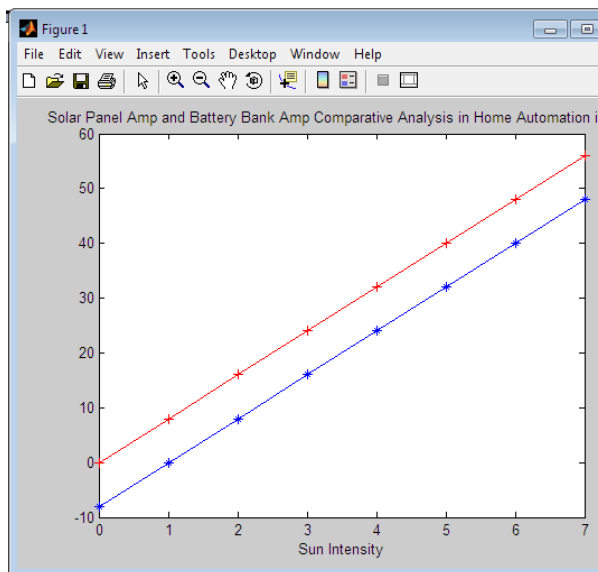 Figure 1
File Edit View Insert Tools Desktop Window Help
Solar Panel Amp and Battery Bank Amp Comparative Analysis in Home Automation i
60
50
40
30
20
10
0
-10
0 1 2 3 4 5 6 7
Sun Intensity